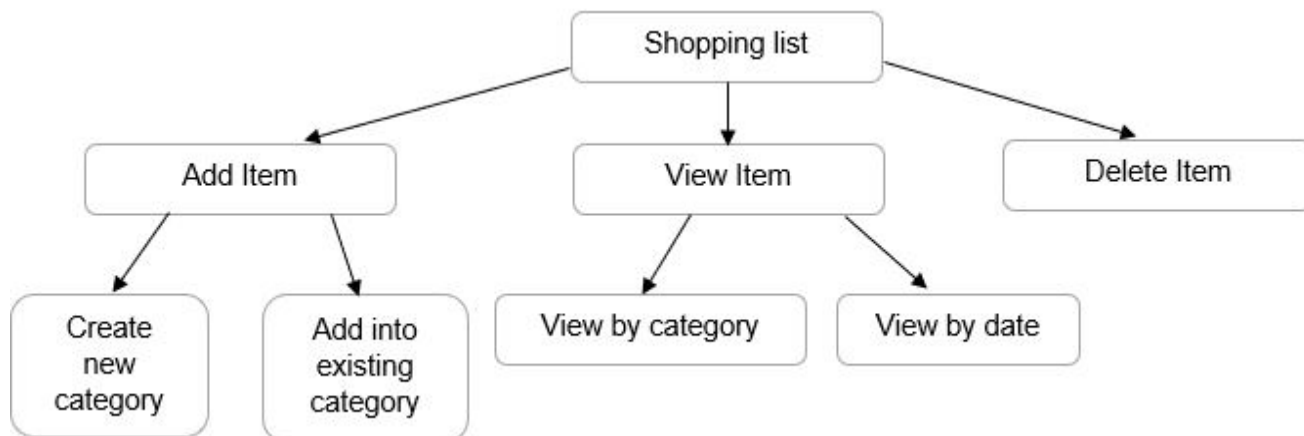 Shopping list
Add Item
View Item
Delete Item
Create
new
category
Add into
existing
category
View by category
View by date